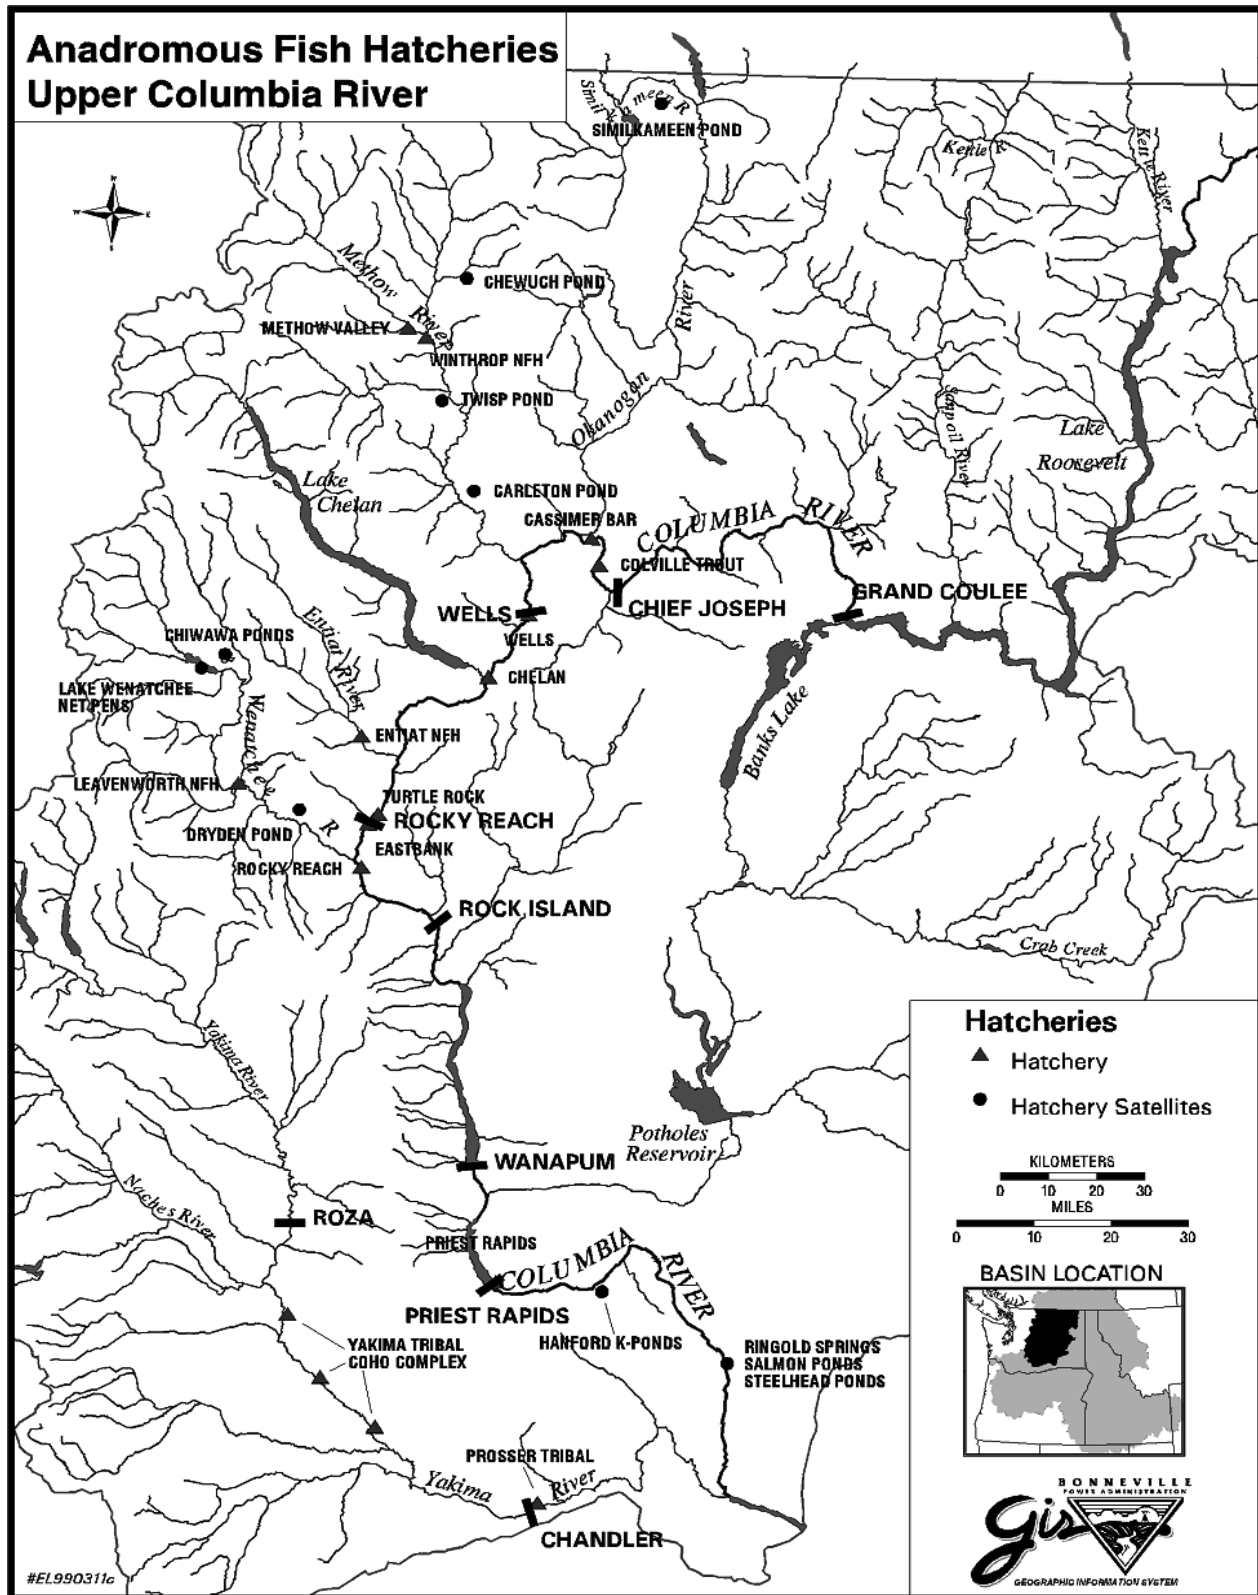 Anadromous Fish Hatcheries
Upper Columbia River
N
W
E
S
Similkameen R
SIMILKAMEEN POND
Kettle R
River
Methow
River
CHEWUCH POND
River
METHOW VALLEY
WINTHROP NFH
TWISP POND
Okanogan
Sanpoil River
Lake
Roosevelt
Lake
Chelan
CARLETON POND
CASSIMER BAR
COLUMBIA RIVER
COLVILLE TROUT
CHIEF JOSEPH
GRAND COULEE
WELLS
WELLS
CHIWAWA PONDS
Entiat River
CHELAN
LAKE WENATCHEE
NET PENS
Wenatchee
R
Banks Lake
ENTIAT NFH
LEAVENWORTH NFH
TURTLE ROCK
ROCKY REACH
DRYDEN POND
EASTBANK
ROCKY REACH
ROCK ISLAND
Crab Creek
Yakima River
Potholes
Reservoir
WANAPUM
Naches River
ROZA
PRIEST RAPIDS
COLUMBIA
RIVER
PRIEST RAPIDS
HANFORD K-PONDS
YAKIMA TRIBAL
COHO COMPLEX
RINGOLD SPRINGS
SALMON PONDS
STEELHEAD PONDS
PROSSER TRIBAL
Yakima
River
CHANDLER
Hatcheries
Hatchery
Hatchery Satellites
KILOMETERS
0 10 20 30
MILES
0 10 20 30
BASIN LOCATION
BONNEVILLE
POWER ADMINISTRATION
Gis
GEOGRAPHIC INFORMATION SYSTEM
#EL990311c